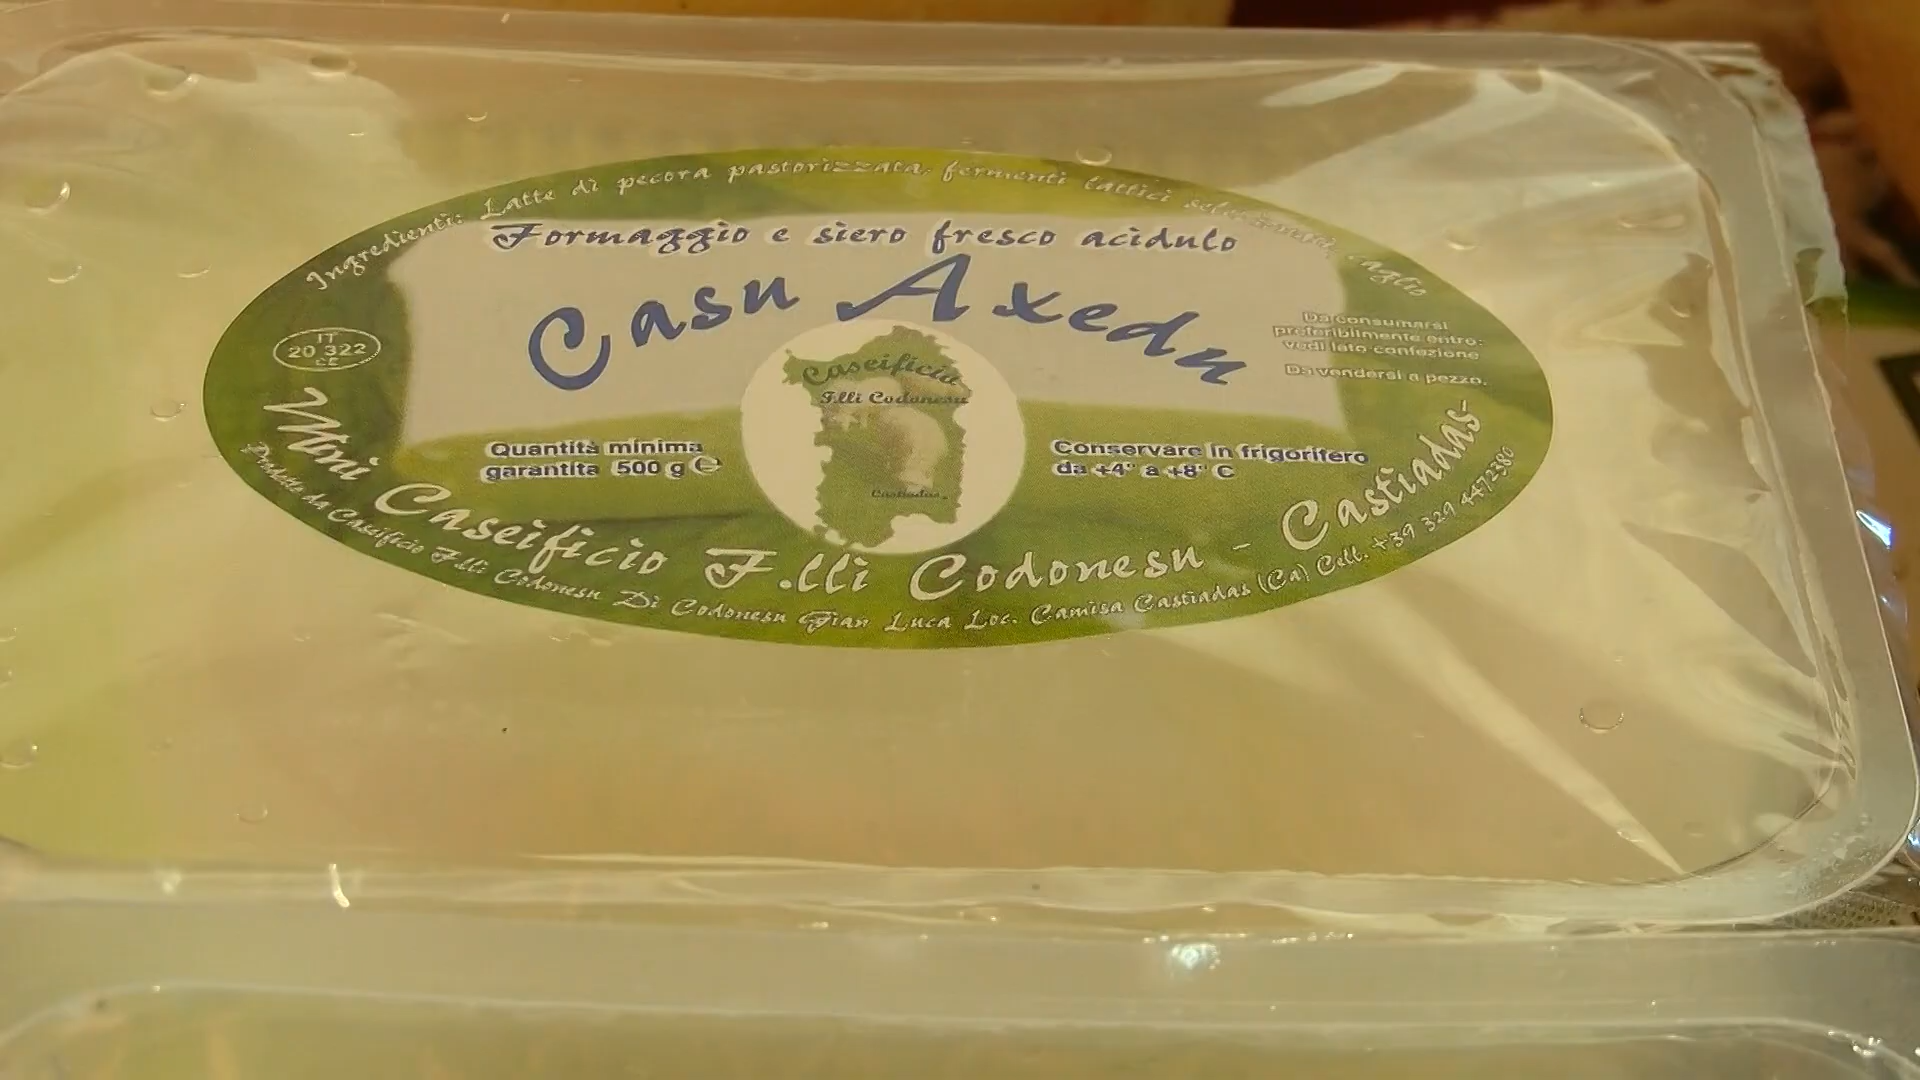 Ingredienti: Latte di pecora pastorizzata, fermenti lattici selezionati, caglio
Formaggio e siero fresco acidulo
Casu Axedu
IT
20 322
CE
Da consumarsi
preferibilmente entro:
vedi lato confezione
Da vendersi a pezzo.
Caseificio
F.lli Codonesu
Castiadas
Quantità minima
garantita 500 g ℮
Conservare in frigorifero
da +4° a +8° C
Mini Caseificio F.lli Codonesu - Castiadas-
Prodotto da Caseificio F.lli Codonesu Di Codonesu Gian Luca Loc. Camisa Castiadas (Ca) Cell. +39 329 4472380